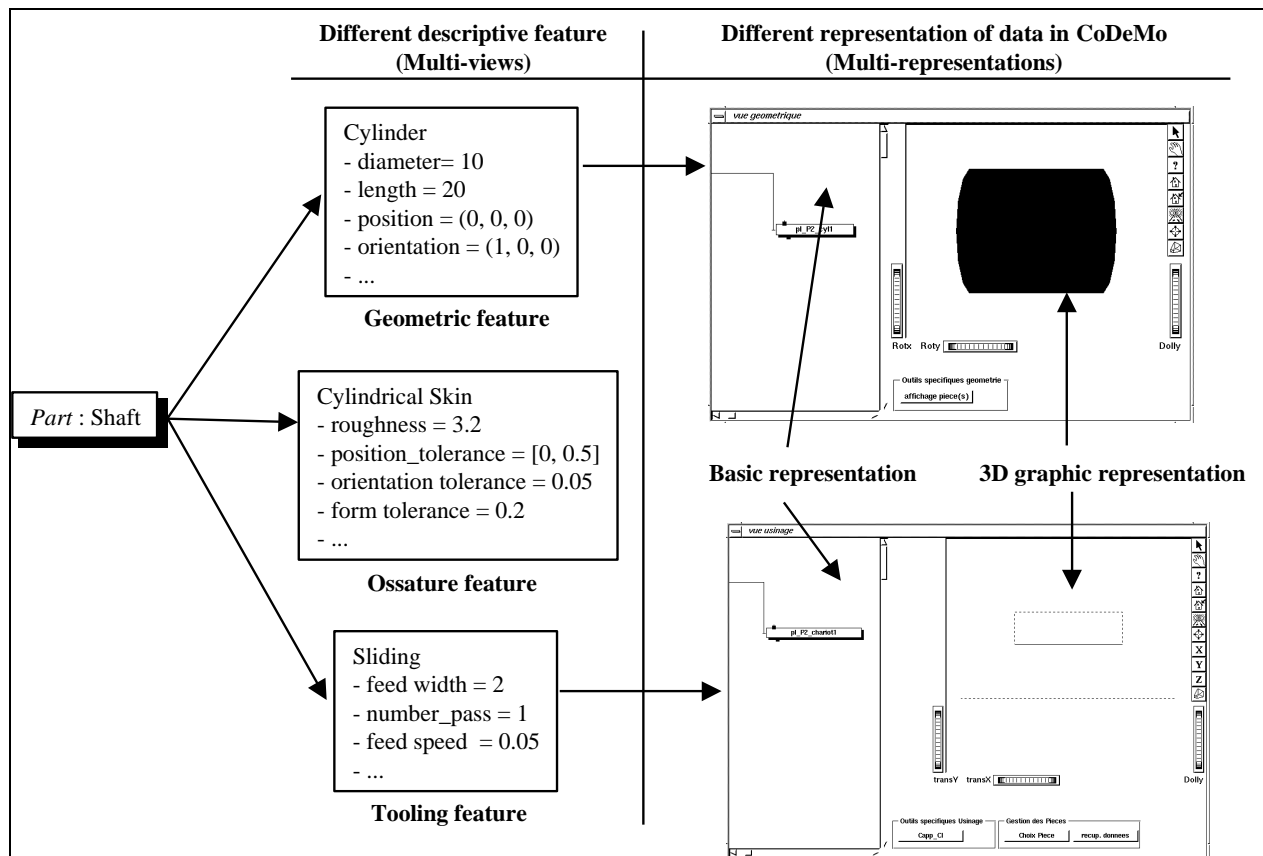 Different descriptive feature
(Multi-views)
Different representation of data in CoDeMo
(Multi-representations)
Part : Shaft
Cylinder
- diameter= 10
- length = 20
- position = (0, 0, 0)
- orientation = (1, 0, 0)
- ...
Geometric feature
Cylindrical Skin
- roughness = 3.2
- position_tolerance = [0, 0.5]
- orientation tolerance = 0.05
- form tolerance = 0.2
- ...
Ossature feature
Sliding
- feed width = 2
- number_pass = 1
- feed speed = 0.05
- ...
Tooling feature
vue geometrique
pl_P2_cyl1
?
Rotx
Roty
Dolly
Outils specifiques geometrie
affichage piece(s)
Basic representation
3D graphic representation
vue usinage
pl_P2_chariot1
?
X
Y
Z
transY
transX
Dolly
Outils specifiques Usinage
Capp_CI
Gestion des Pieces
Choix Piece
recup. donnees